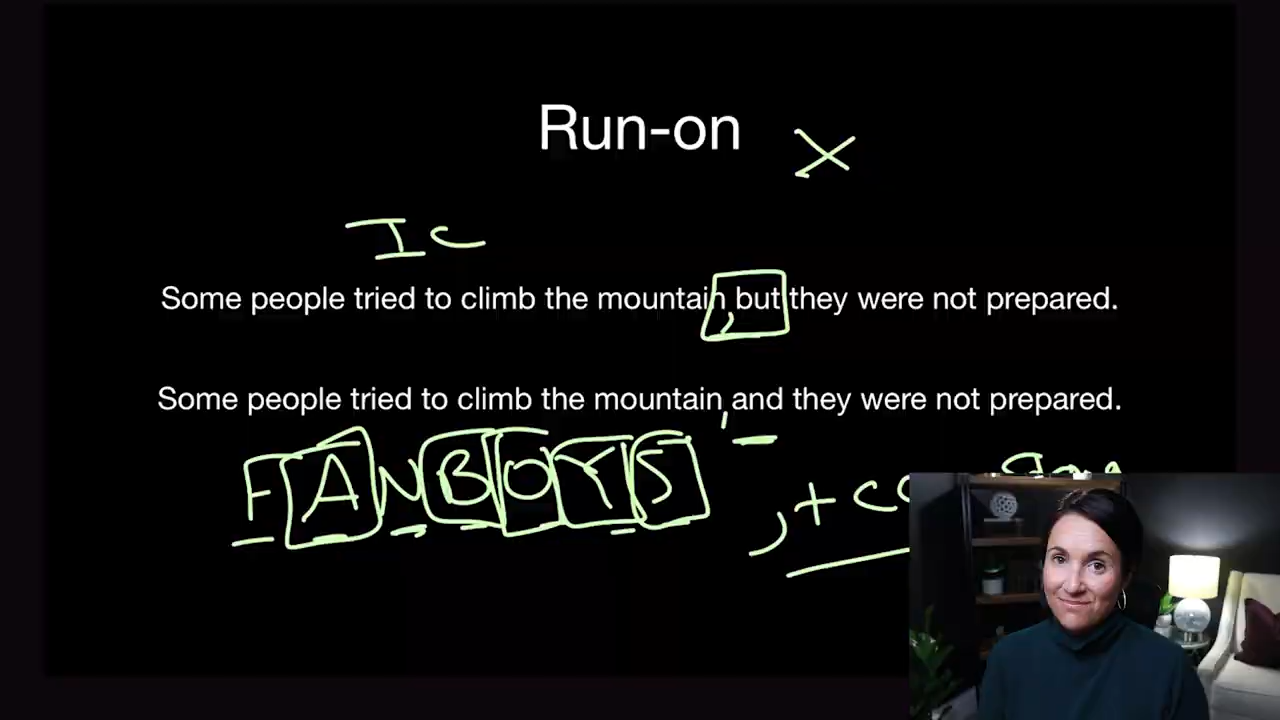 Run-on
IC
Some people tried to climb the mountain, but they were not prepared.
Some people tried to climb the mountain, and they were not prepared.
FANBOYS
, +